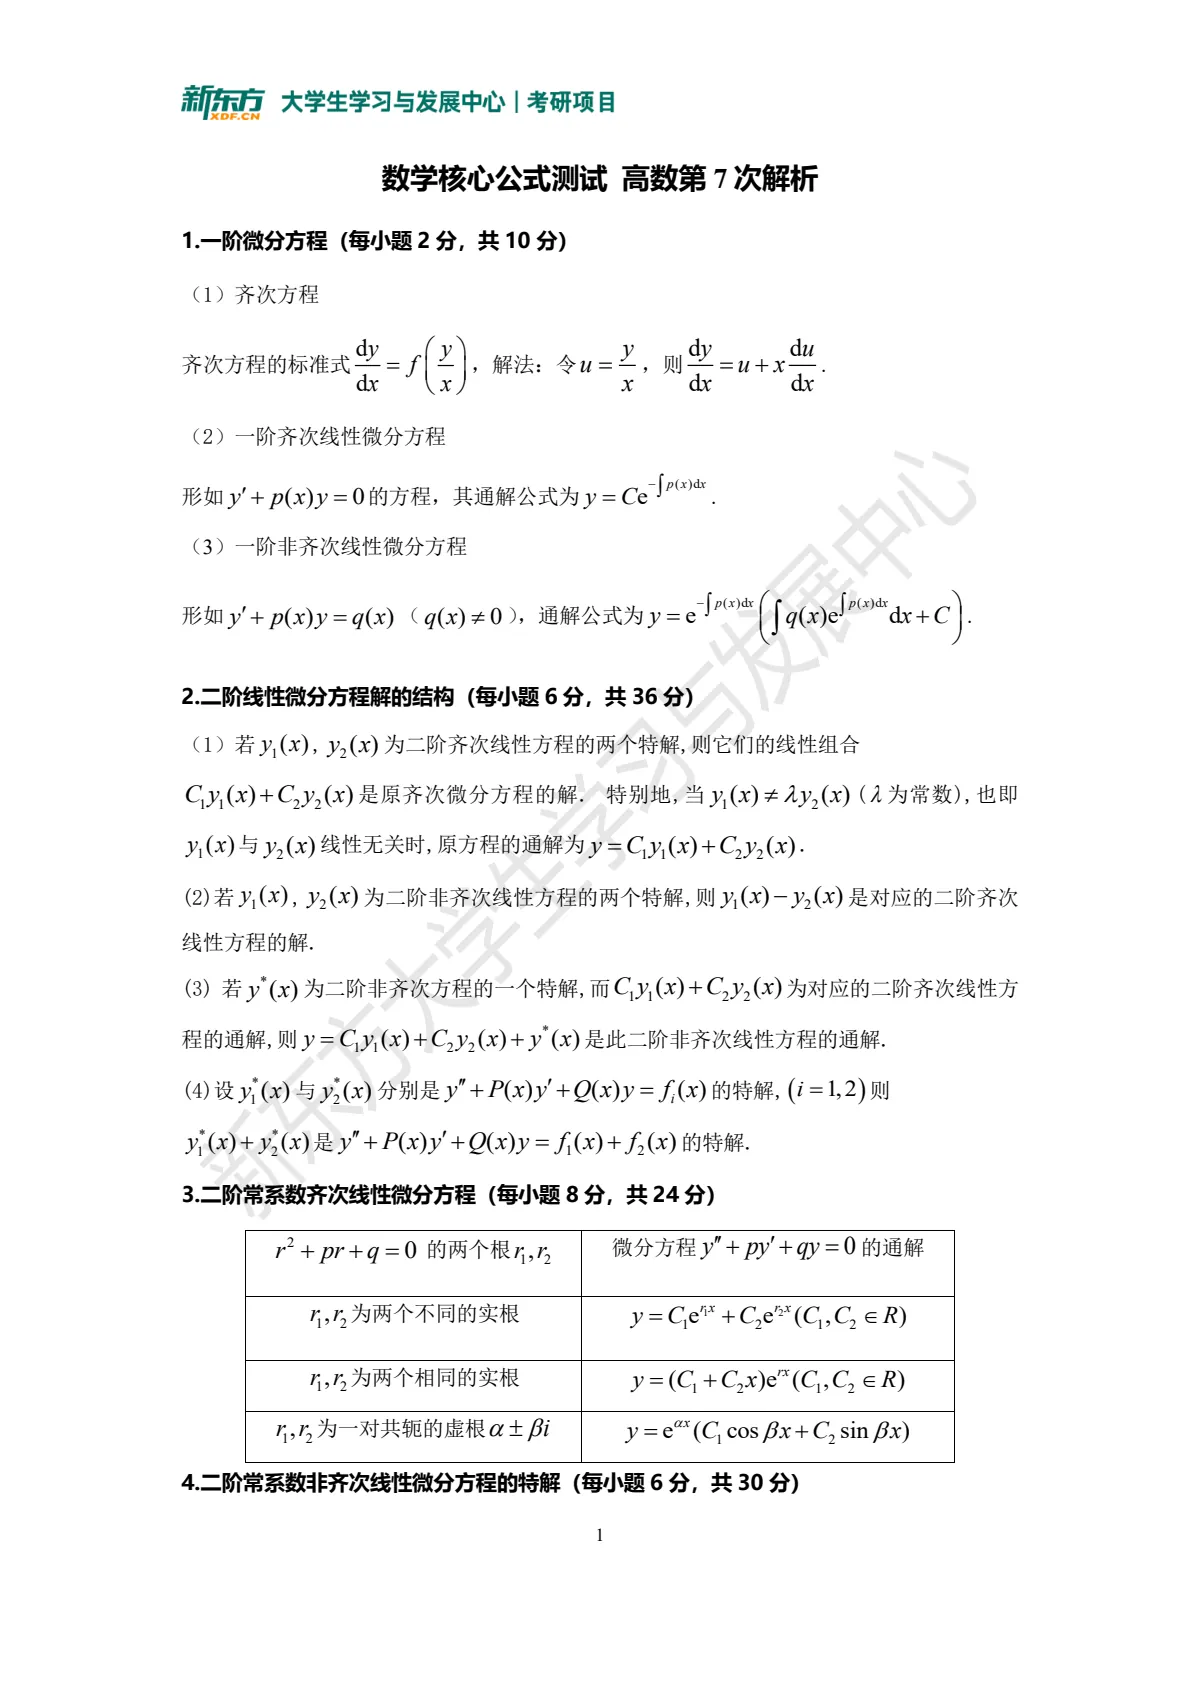 新东方 XDF.CN 大学生学习与发展中心 | 考研项目
数学核心公式测试 高数第 7 次解析
1.一阶微分方程（每小题 2 分，共 10 分）
（1）齐次方程
齐次方程的标准式 dy/dx = f(y/x)，解法：令 u = y/x，则 dy/dx = u + x du/dx.
（2）一阶齐次线性微分方程
形如 y′ + p(x)y = 0 的方程，其通解公式为 y = Ce^{−∫p(x)dx}.
（3）一阶非齐次线性微分方程
形如 y′ + p(x)y = q(x)（q(x) ≠ 0），通解公式为 y = e^{−∫p(x)dx}(∫q(x)e^{∫p(x)dx}dx + C).
2.二阶线性微分方程解的结构（每小题 6 分，共 36 分）
（1）若 y₁(x), y₂(x) 为二阶齐次线性方程的两个特解,则它们的线性组合
C₁y₁(x)+C₂y₂(x) 是原齐次微分方程的解. 特别地,当 y₁(x) ≠ λy₂(x) (λ 为常数),也即
y₁(x) 与 y₂(x) 线性无关时,原方程的通解为 y = C₁y₁(x)+C₂y₂(x).
(2)若 y₁(x), y₂(x) 为二阶非齐次线性方程的两个特解,则 y₁(x) − y₂(x) 是对应的二阶齐次
线性方程的解.
(3) 若 y*(x) 为二阶非齐次方程的一个特解,而 C₁y₁(x)+C₂y₂(x) 为对应的二阶齐次线性方
程的通解,则 y = C₁y₁(x)+C₂y₂(x)+ y*(x) 是此二阶非齐次线性方程的通解.
(4)设 y₁*(x) 与 y₂*(x) 分别是 y″ + P(x)y′ + Q(x)y = fᵢ(x) 的特解, (i = 1,2) 则
y₁*(x) + y₂*(x) 是 y″ + P(x)y′ + Q(x)y = f₁(x) + f₂(x) 的特解.
3.二阶常系数齐次线性微分方程（每小题 8 分，共 24 分）
r² + pr + q = 0 的两个根 r₁,r₂ 微分方程 y″ + py′ + qy = 0 的通解
r₁,r₂ 为两个不同的实根 y = C₁e^{r₁x} + C₂e^{r₂x} (C₁,C₂ ∈ R)
r₁,r₂ 为两个相同的实根 y = (C₁ + C₂x)e^{rx} (C₁,C₂ ∈ R)
r₁,r₂ 为一对共轭的虚根 α ± βi y = e^{αx}(C₁ cos βx + C₂ sin βx)
4.二阶常系数非齐次线性微分方程的特解（每小题 6 分，共 30 分）
1
新东方大学生学习与发展中心